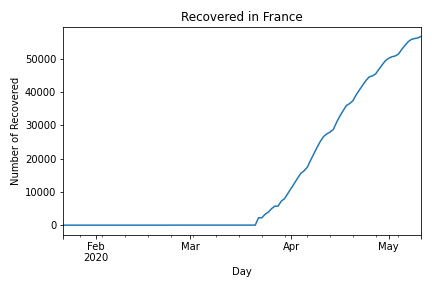 Recovered in France
Number of Recovered
50000
40000
30000
20000
10000
0
Feb
2020
Mar
Apr
May
Day